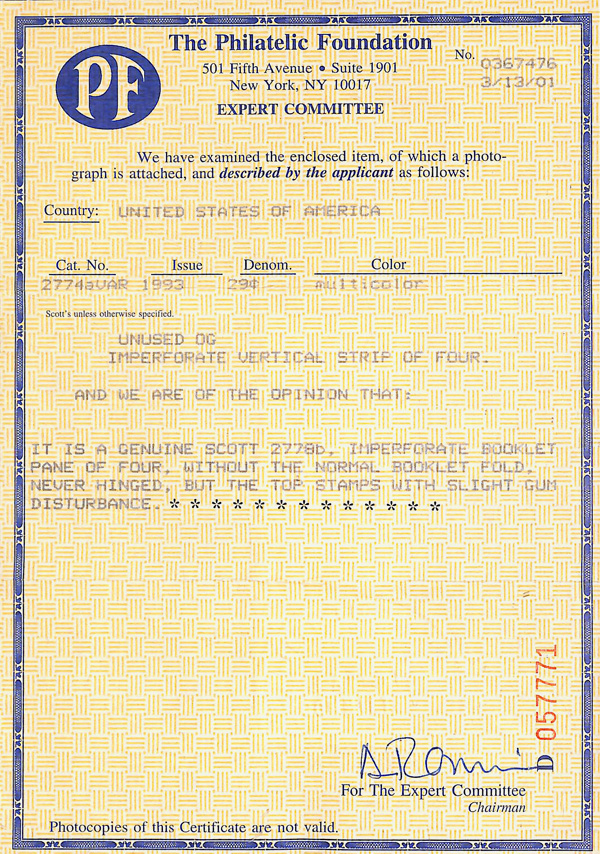 PF
The Philatelic Foundation
501 Fifth Avenue • Suite 1901
New York, NY 10017
EXPERT COMMITTEE
No. 0367476
3/13/01
We have examined the enclosed item, of which a photo-
graph is attached, and described by the applicant as follows:
Country: UNITED STATES OF AMERICA
Cat. No. Issue Denom. Color
2774aVAR 1993 29¢ multicolor
Scott's unless otherwise specified.
UNUSED OG
IMPERFORATE VERTICAL STRIP OF FOUR.
AND WE ARE OF THE OPINION THAT:
IT IS A GENUINE SCOTT 2778b, IMPERFORATE BOOKLET
PANE OF FOUR, WITHOUT THE NORMAL BOOKLET FOLD,
NEVER HINGED, BUT THE TOP STAMPS WITH SLIGHT GUM
DISTURBANCE. * * * * * * * * * * * * *
D 057771
For The Expert Committee
Chairman
Photocopies of this Certificate are not valid.